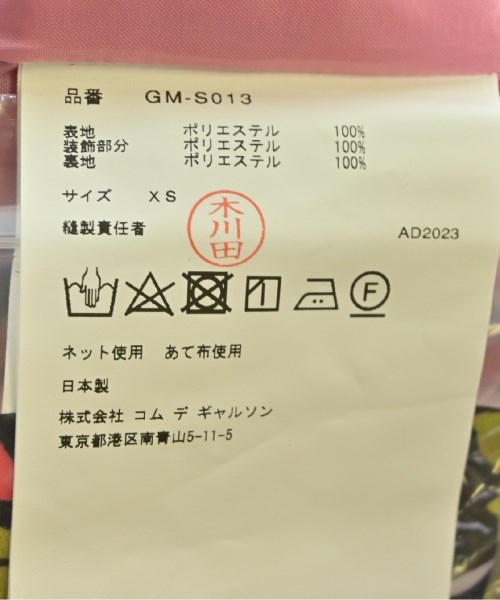 品番 GM-S013
表地 ポリエステル 100%
装飾部分 ポリエステル 100%
裏地 ポリエステル 100%
サイズ XS
縫製責任者 木川田 AD2023
F
ネット使用 あて布使用
日本製
株式会社 コム デ ギャルソン
東京都港区南青山5-11-5